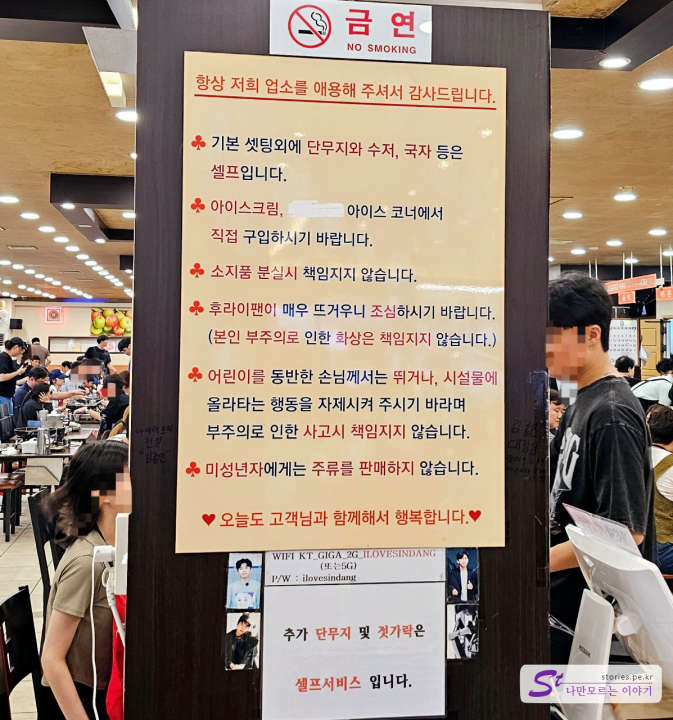 금 연
NO SMOKING
항상 저희 업소를 애용해 주셔서 감사드립니다.
♣ 기본 셋팅외에 단무지와 수저, 국자 등은
셀프입니다.
♣ 아이스크림, 아이스 코너에서
직접 구입하시기 바랍니다.
♣ 소지품 분실시 책임지지 않습니다.
♣ 후라이팬이 매우 뜨거우니 조심하시기 바랍니다.
(본인 부주의로 인한 화상은 책임지지 않습니다.)
♣ 어린이를 동반한 손님께서는 뛰거나, 시설물에
올라타는 행동을 자제시켜 주시기 바라며
부주의로 인한 사고시 책임지지 않습니다.
♣ 미성년자에게는 주류를 판매하지 않습니다.
♥ 오늘도 고객님과 함께해서 행복합니다.♥
WIFI KT_GIGA_2G_ILOVESINDANG
(또는5G)
P/W : ilovesindang
추가 단무지 및 젓가락은
셀프서비스 입니다.
St stories.pe.kr
나만모르는 이야기